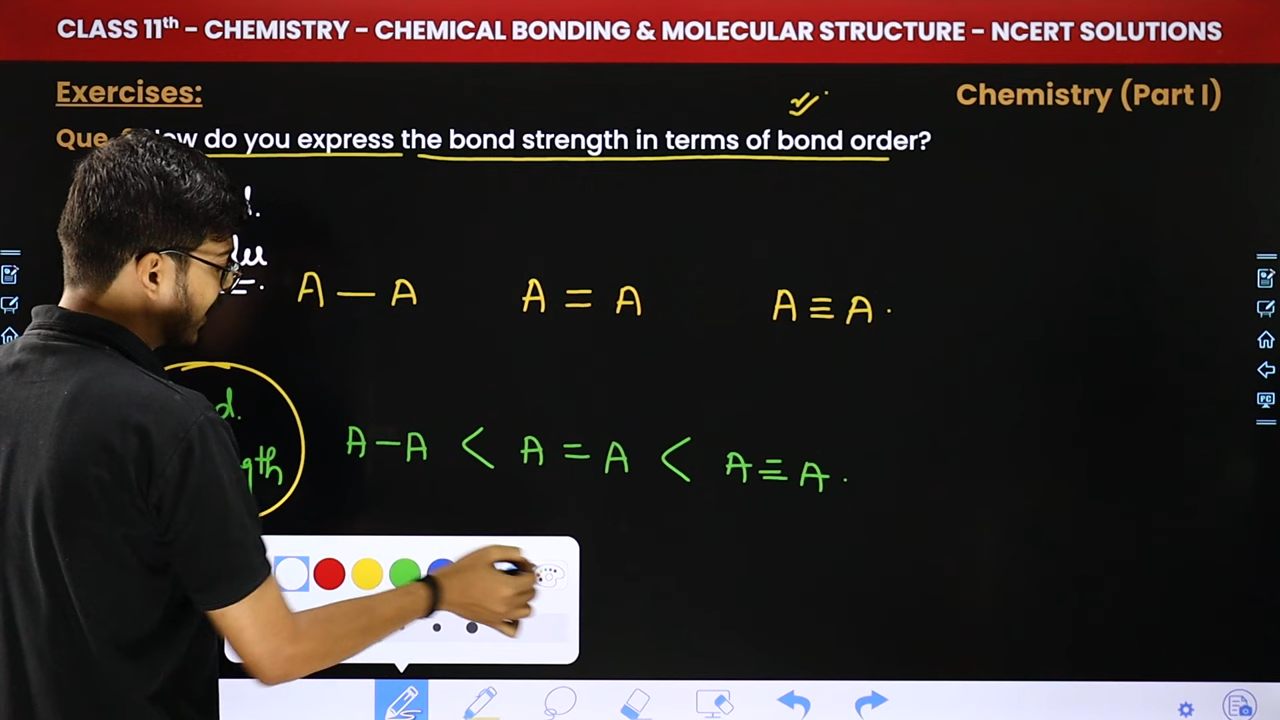 CLASS 11th – CHEMISTRY – CHEMICAL BONDING & MOLECULAR STRUCTURE – NCERT SOLUTIONS
Exercises:
Chemistry (Part I)
Que do you express the bond strength in terms of bond order?
A — A A = A A ≡ A .
A – A < A = A < A ≡ A .
PC